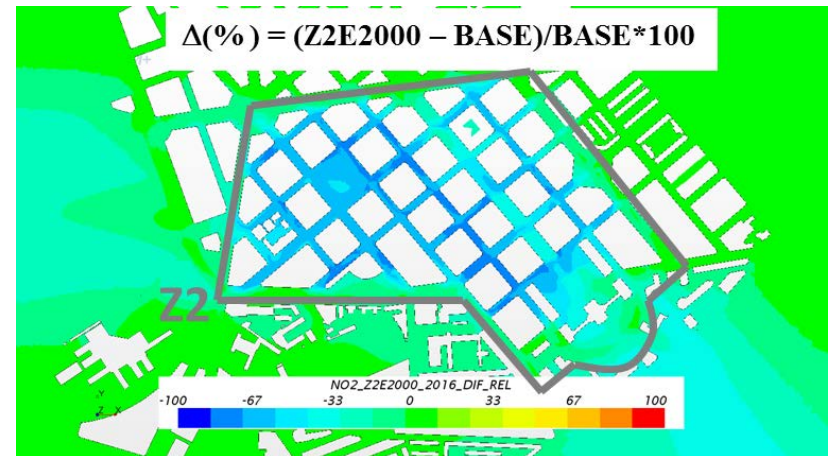 Δ(%) = (Z2E2000 – BASE)/BASE*100
Z2
NO2_Z2E2000_2016_DIF_REL
-100 -67 -33 0 33 67 100
Y
Z X